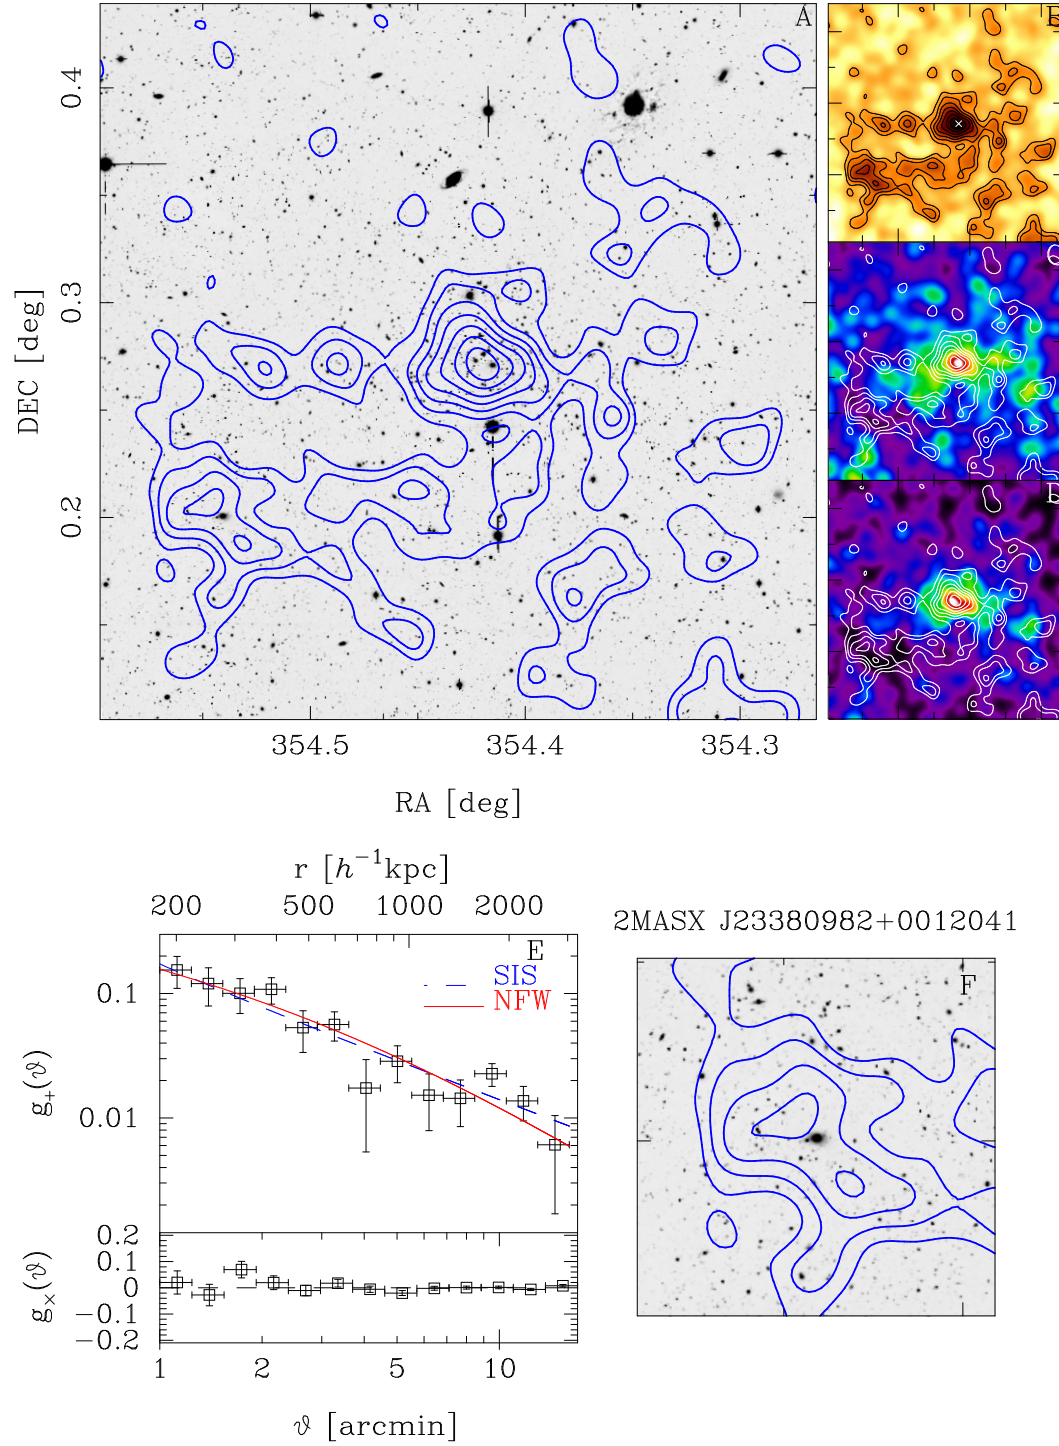 A
B
C
D
0.4
0.3
0.2
DEC [deg]
354.5 354.4 354.3
RA [deg]
r [h⁻¹kpc]
200 500 1000 2000
E
SIS
NFW
0.1
0.01
g₊(ϑ)
0.2
0.1
0
−0.1
−0.2
g×(ϑ)
1 2 5 10
ϑ [arcmin]
2MASX J23380982+0012041
F